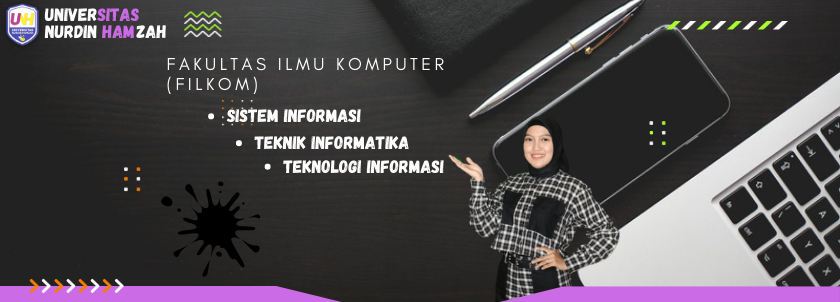 UNIVERSITAS
NURDIN HAMZAH
FAKULTAS ILMU KOMPUTER
(FILKOM)
• SISTEM INFORMASI
• TEKNIK INFORMATIKA
• TEKNOLOGI INFORMASI